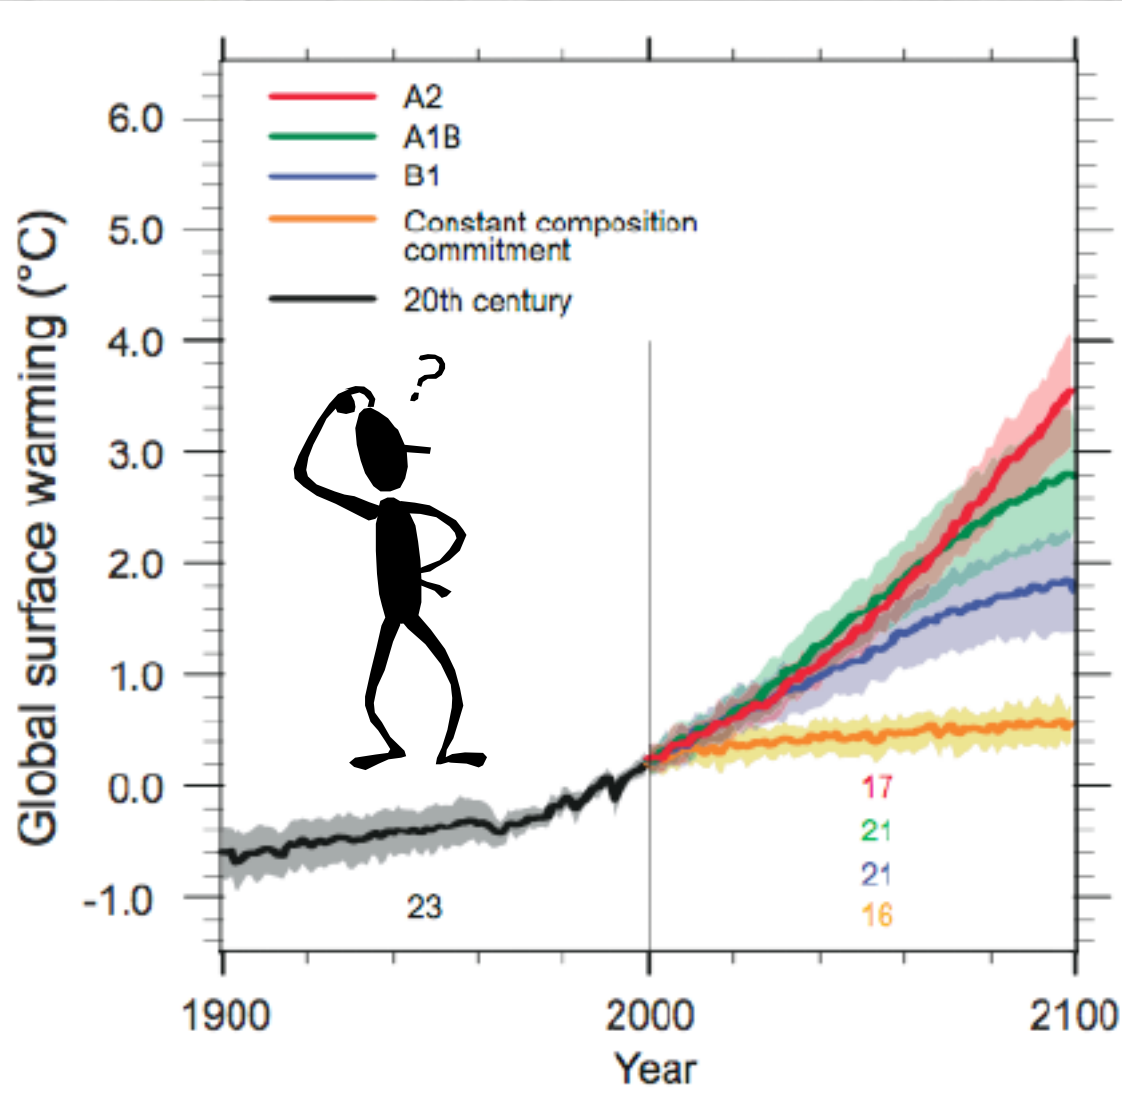 A2
A1B
B1
Constant composition
commitment
20th century
6.0
5.0
4.0
3.0
2.0
1.0
0.0
-1.0
Global surface warming (°C)
?
17
21
21
16
23
1900
2000
2100
Year